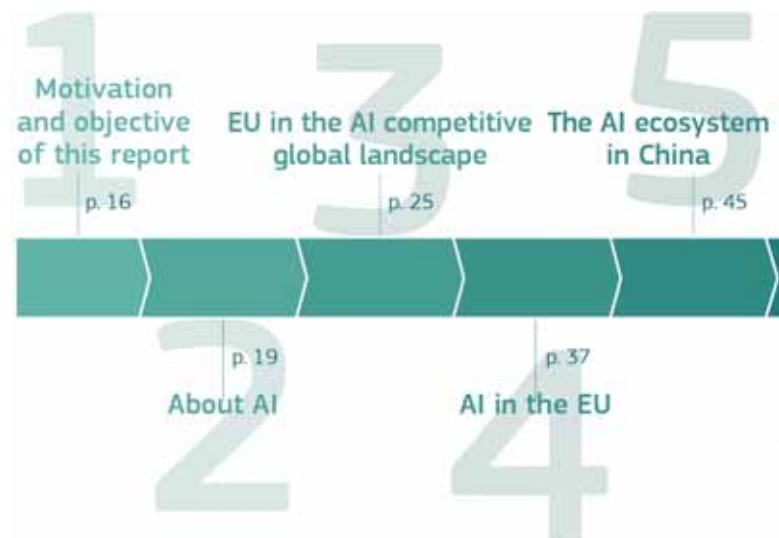 1
Motivation
and objective
of this report
p. 16
2
p. 19
About AI
3
EU in the AI competitive
global landscape
p. 25
4
p. 37
AI in the EU
5
The AI ecosystem
in China
p. 45